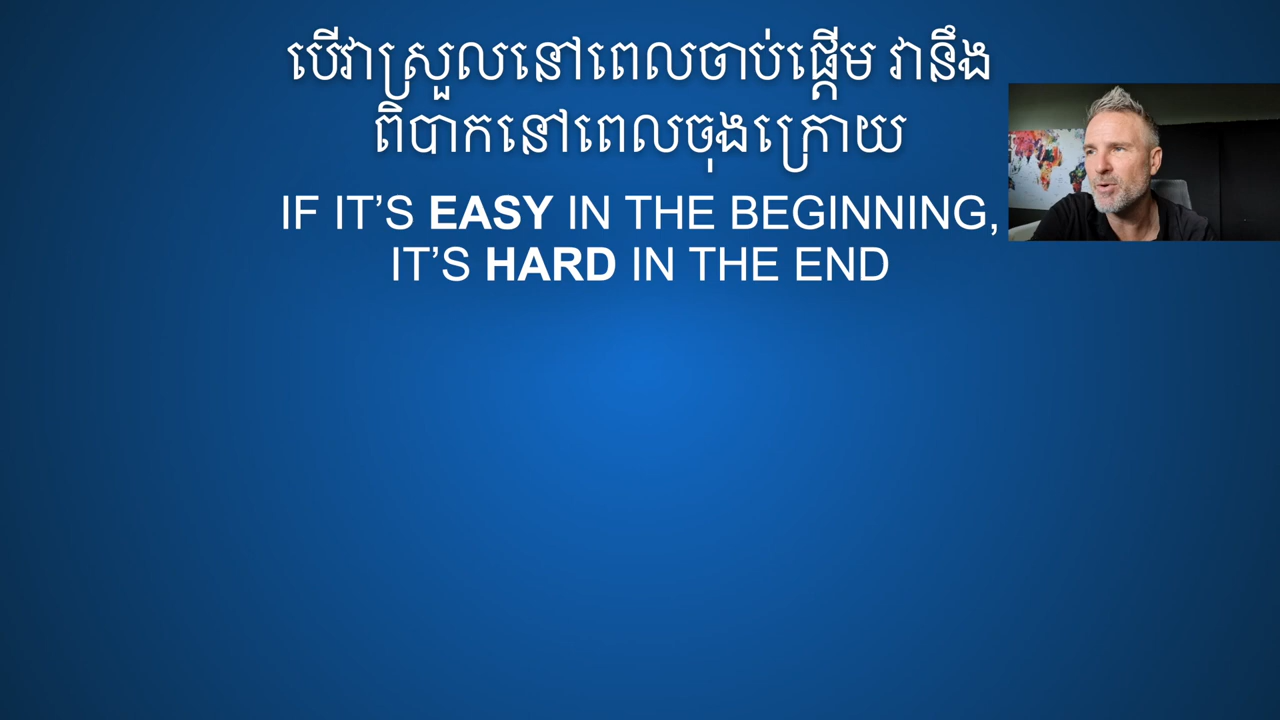 បើវាស្រួលនៅពេលចាប់ផ្តើម វានឹង
ពិបាកនៅពេលចុងក្រោយ
IF IT’S EASY IN THE BEGINNING,
IT’S HARD IN THE END